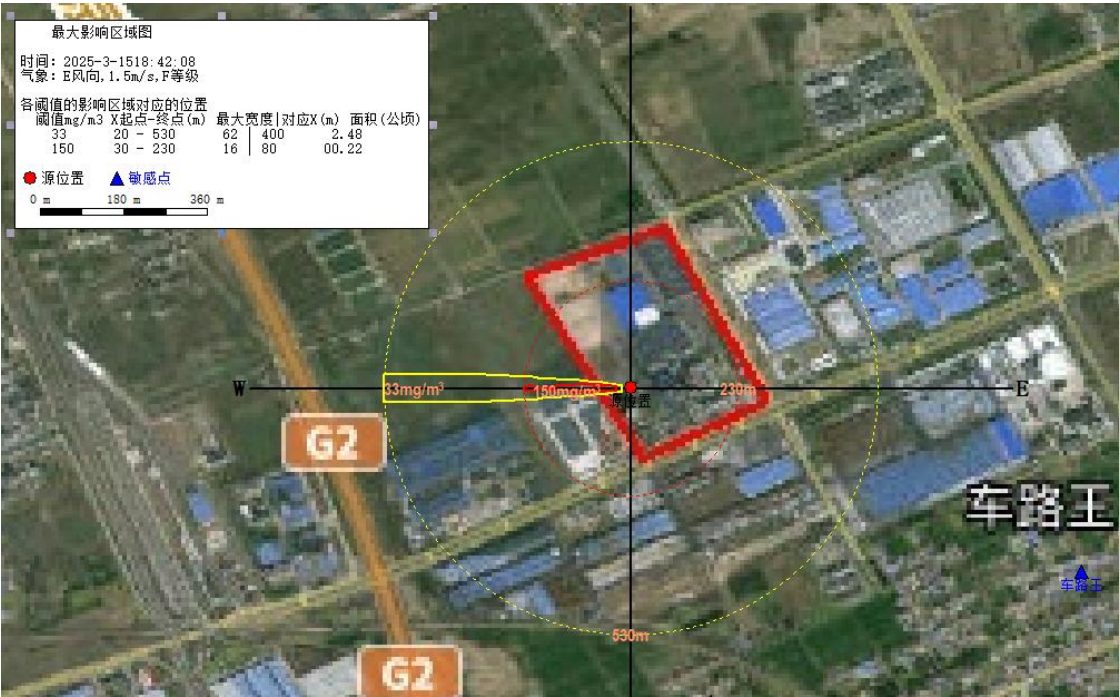 最大影响区域图
时间: 2025-3-1518:42:08
气象: E风向,1.5m/s,F等级
各阈值的影响区域对应的位置
阈值mg/m3 X起点-终点(m) 最大宽度|对应X(m) 面积(公顷)
33 20 - 530 62 | 400 2.48
150 30 - 230 16 | 80 00.22
源位置 敏感点
0 m 180 m 360 m
W
33mg/m³
150mg/m³
230m
E
源位置
G2
车路王
车路王
530m
G2